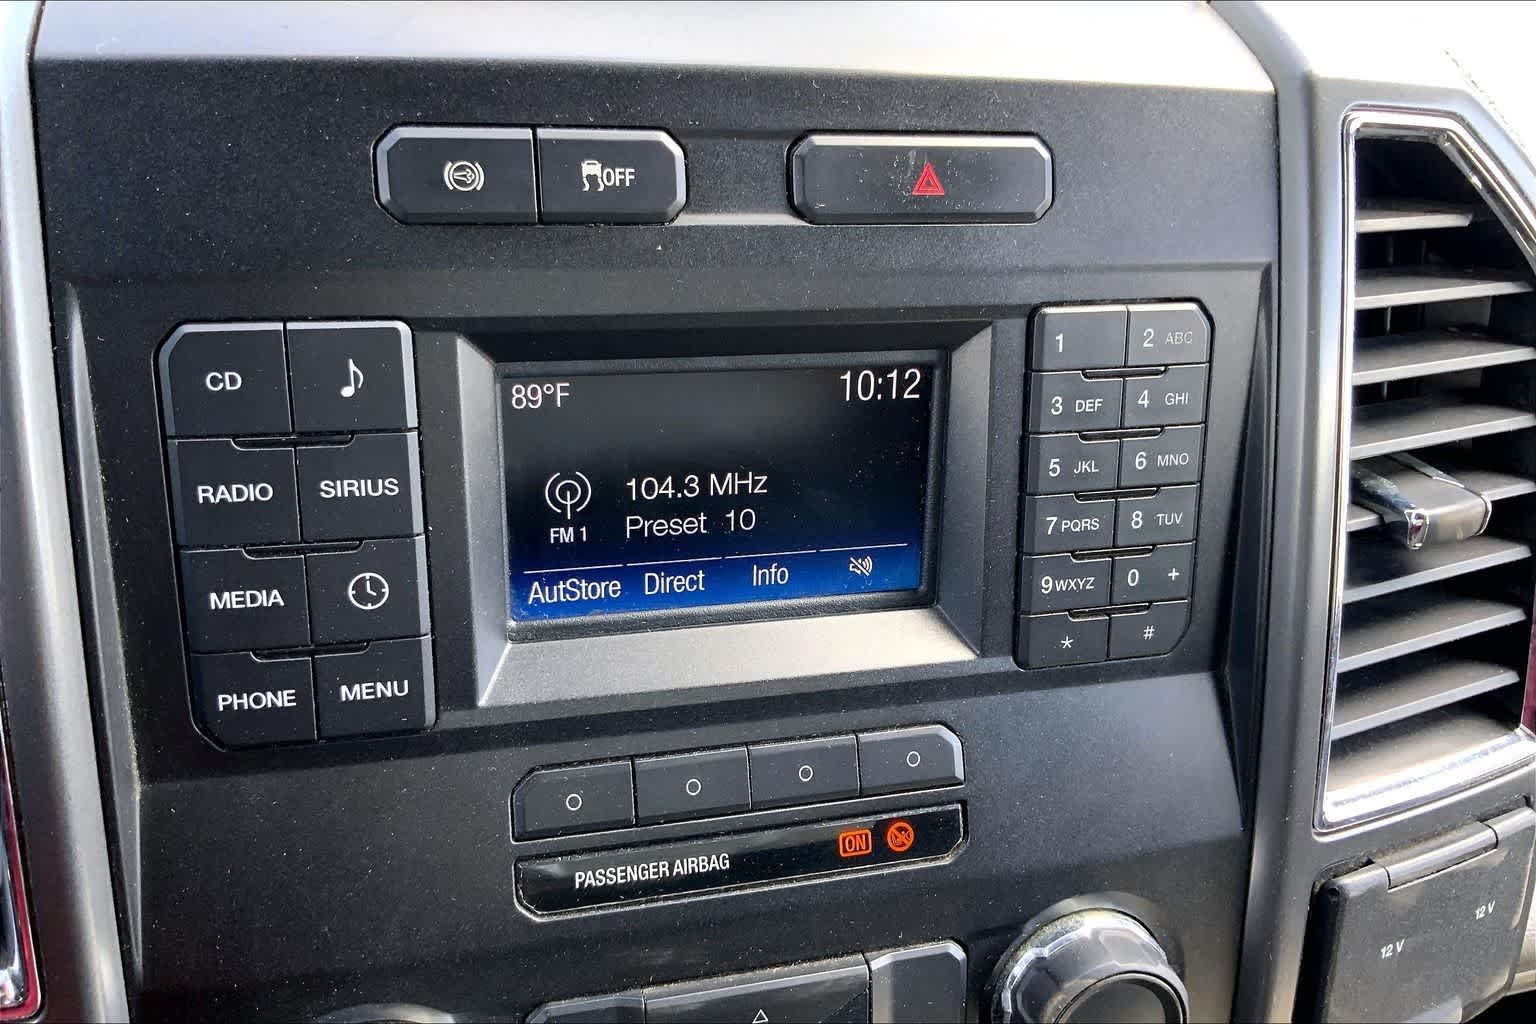 OFF
89°F 10:12
104.3 MHz
FM 1 Preset 10
AutStore Direct Info
CD
RADIO SIRIUS
MEDIA
PHONE MENU
1 2 ABC
3 DEF 4 GHI
5 JKL 6 MNO
7 PQRS 8 TUV
9 WXYZ 0 +
* #
PASSENGER AIRBAG ON
12 V 12 V